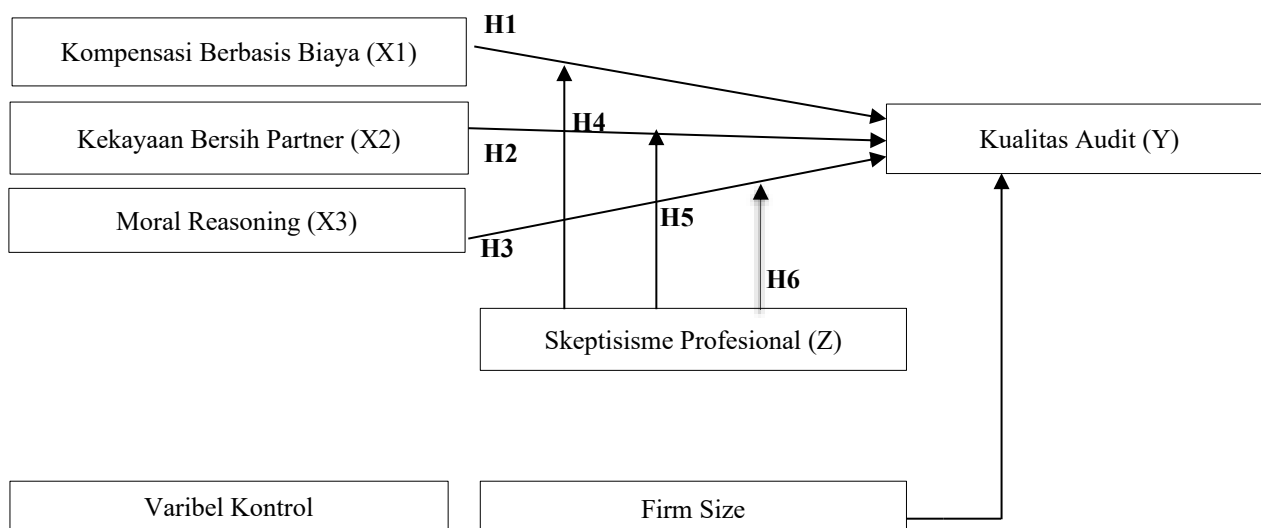 H1
Kompensasi Berbasis Biaya (X1)
H4
Kekayaan Bersih Partner (X2)
H2
Kualitas Audit (Y)
Moral Reasoning (X3)
H5
H3
H6
Skeptisisme Profesional (Z)
Varibel Kontrol
Firm Size